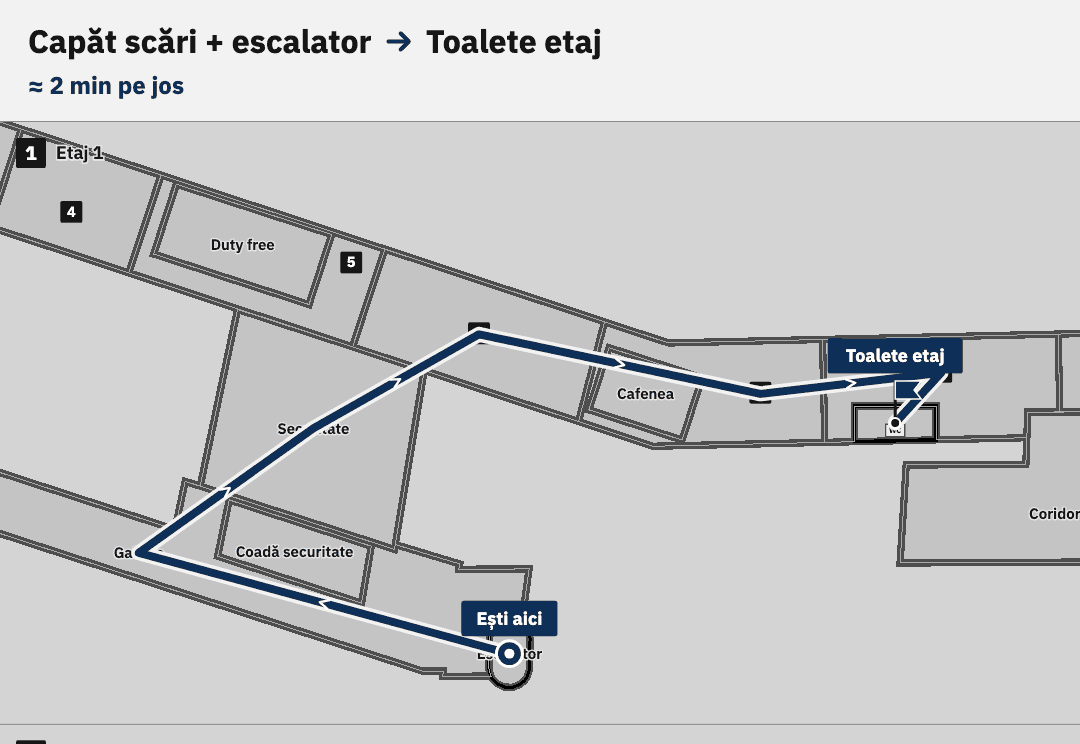 Capăt scări + escalator → Toalete etaj
≈ 2 min pe jos
1 Etaj 1
4
Duty free
5
Toalete etaj
Cafenea
WC
Coridor
Coadă securitate
Ești aici